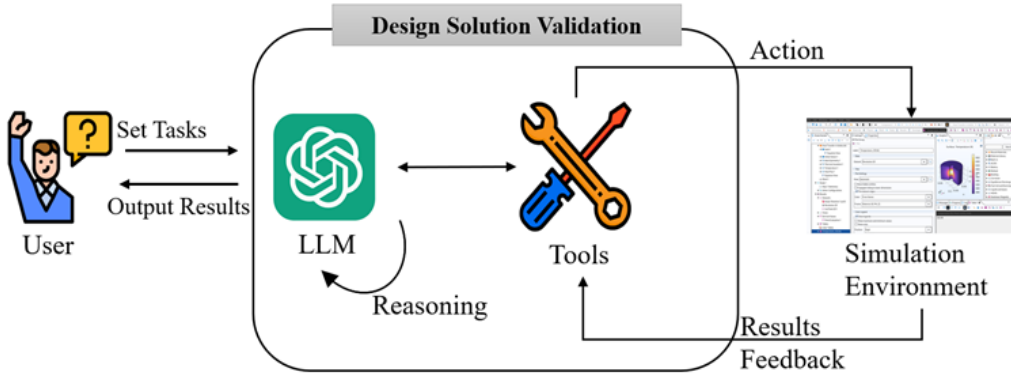 Design Solution Validation
Action
Set Tasks
Output Results
User
LLM
Reasoning
Tools
Simulation
Environment
Results
Feedback